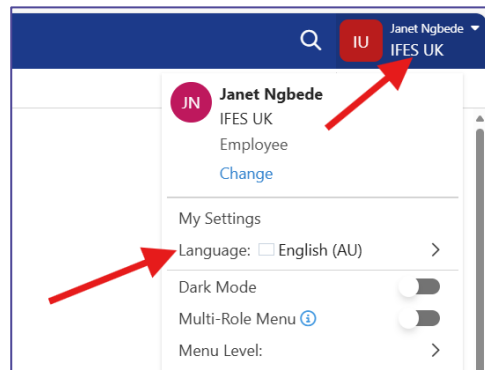 IU
Janet Ngbede
IFES UK
JN
Janet Ngbede
IFES UK
Employee
Change
My Settings
Language: English (AU)
Dark Mode
Multi-Role Menu
Menu Level: